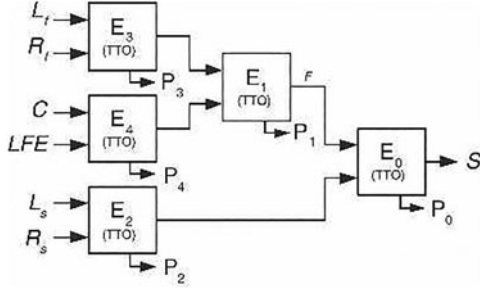 L_f
R_f
E_3
(TTO)
P_3
C
LFE
E_4
(TTO)
P_4
E_1
(TTO)
P_1
F
L_s
R_s
E_2
(TTO)
P_2
E_0
(TTO)
P_0
S